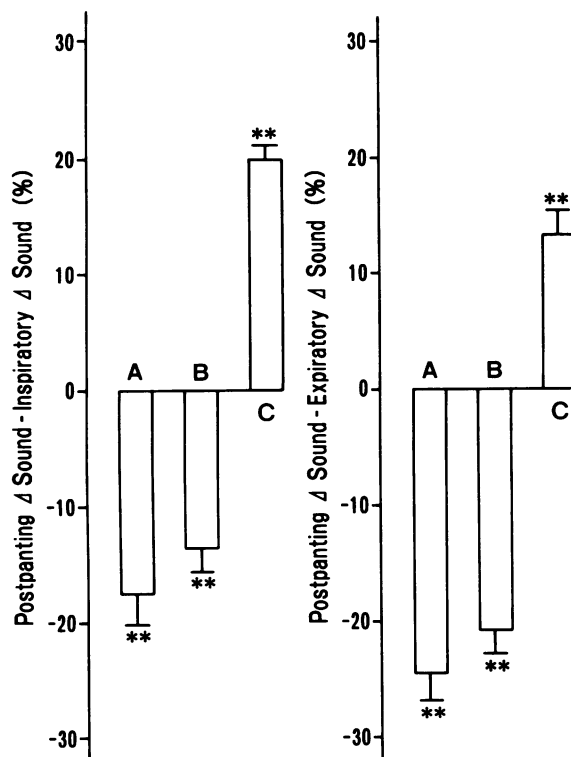 Postpanting Δ Sound - Inspiratory Δ Sound (%)
30
20
10
0
-10
-20
-30
A
B
C
**
**
**
Postpanting Δ Sound - Expiratory Δ Sound (%)
30
20
10
0
-10
-20
-30
A
B
C
**
**
**